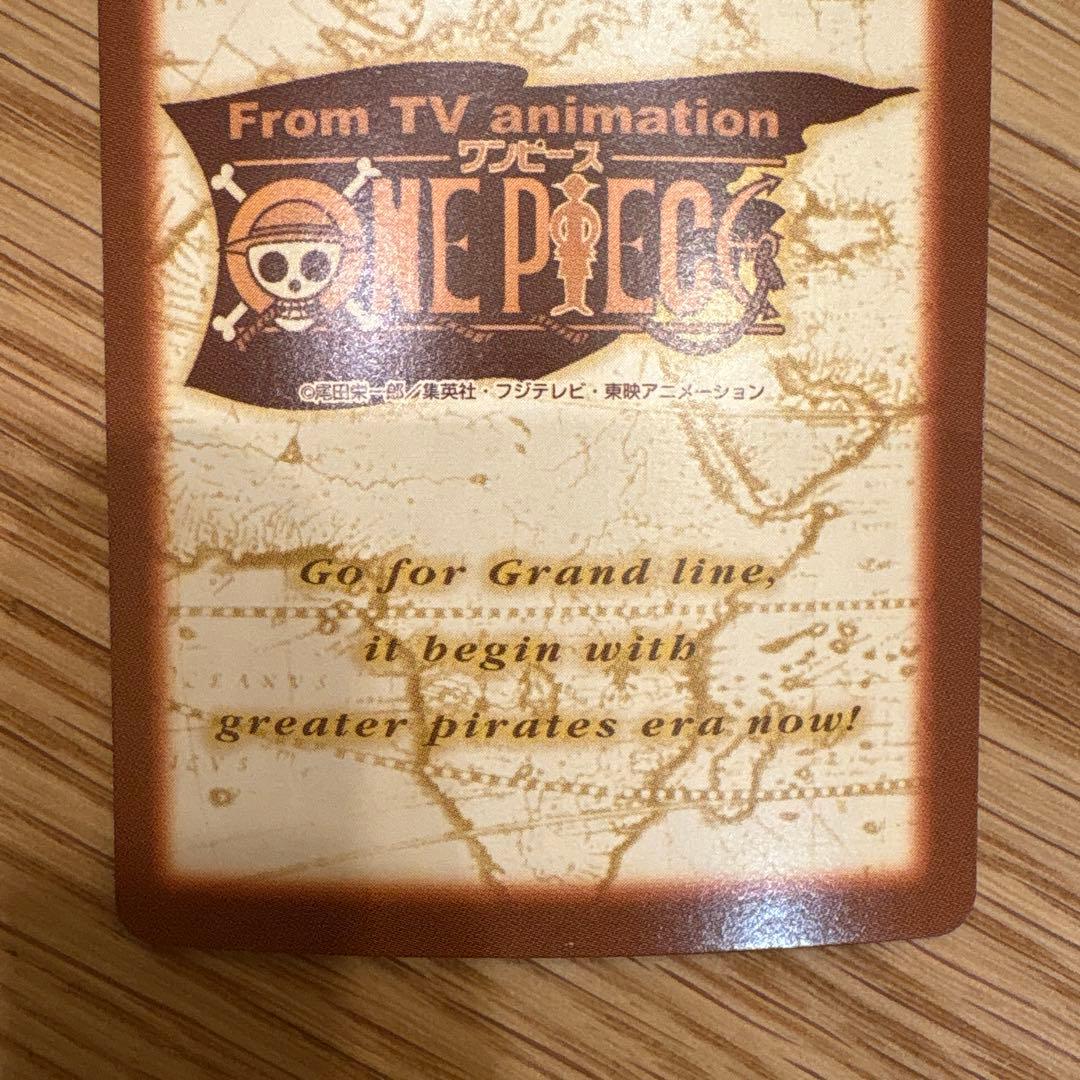 From TV animation
ワンピース
ONE PIECE
©尾田栄一郎／集英社・フジテレビ・東映アニメーション
Go for Grand line,
it begin with
greater pirates era now!